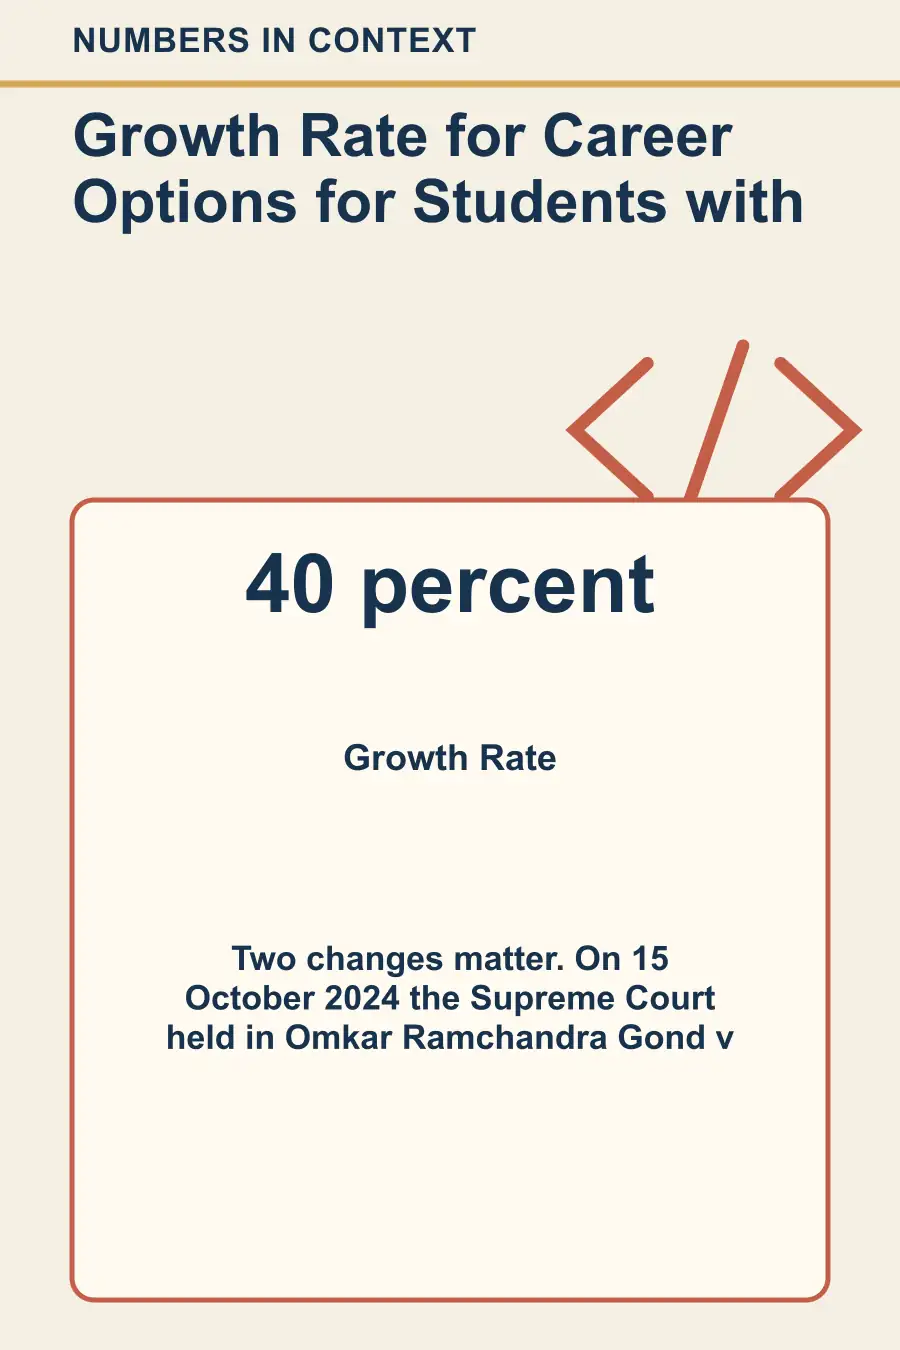 NUMBERS IN CONTEXT
Growth Rate for Career
Options for Students with
40 percent
Growth Rate
Two changes matter. On 15
October 2024 the Supreme Court
held in Omkar Ramchandra Gond v